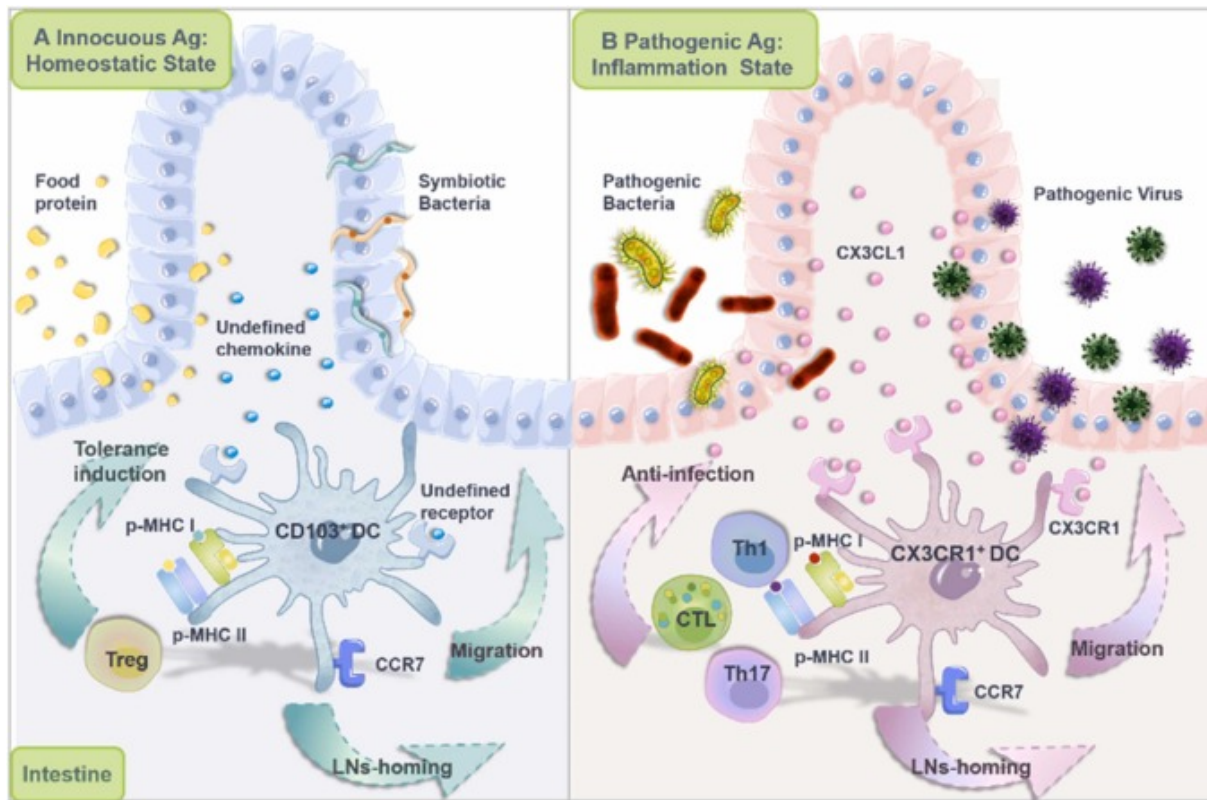 A Innocuous Ag:
Homeostatic State
Food
protein
Symbiotic
Bacteria
Undefined
chemokine
Tolerance
induction
Undefined
receptor
p-MHC I
CD103⁺ DC
p-MHC II
Treg
CCR7
Migration
LNs-homing
Intestine
B Pathogenic Ag:
Inflammation State
Pathogenic
Bacteria
Pathogenic Virus
CX3CL1
Anti-infection
p-MHC I
Th1
CX3CR1
CX3CR1⁺ DC
CTL
p-MHC II
Th17
CCR7
Migration
LNs-homing